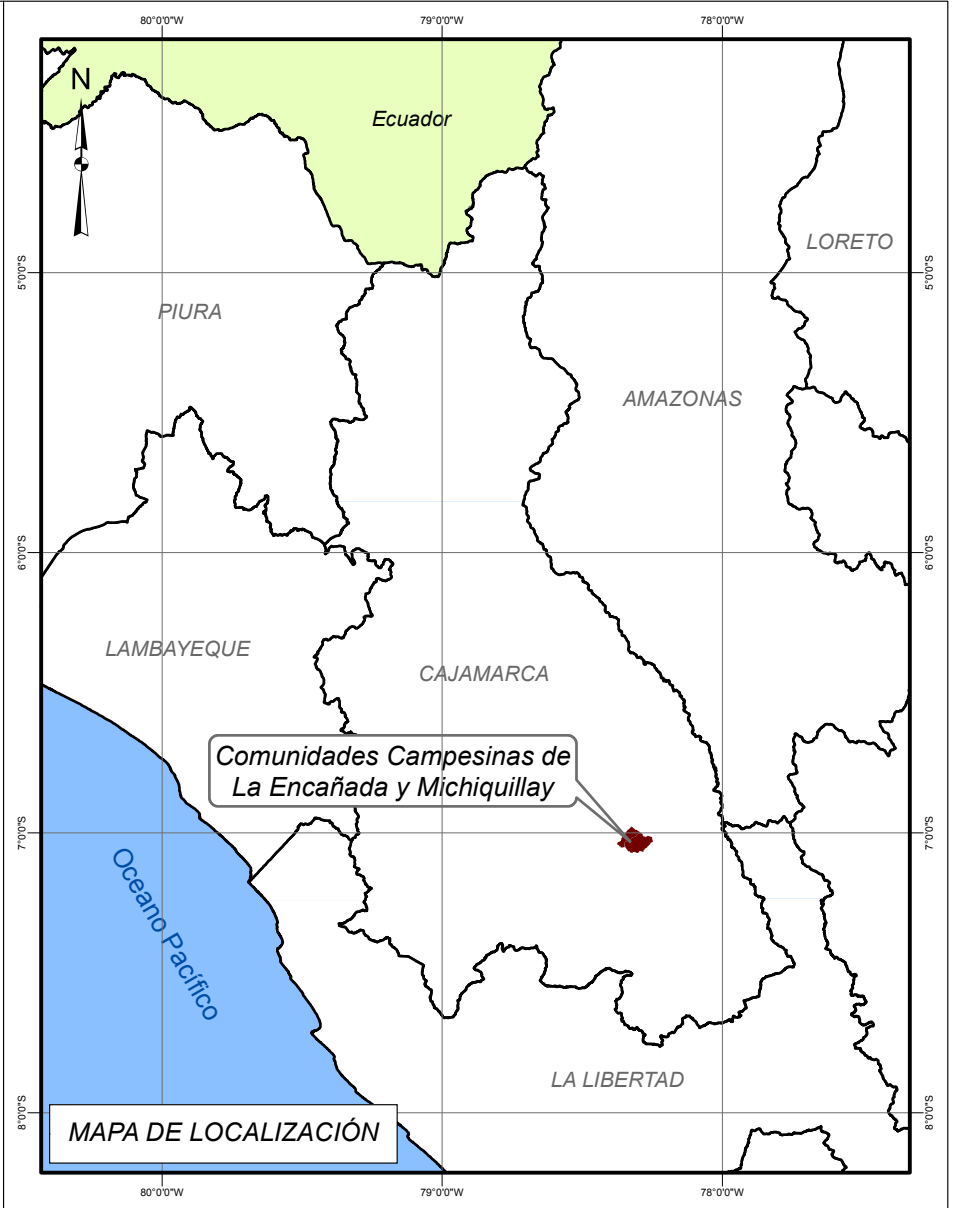 80°0'0"W
79°0'0"W
78°0'0"W
N
Ecuador
LORETO
5°0'0"S
5°0'0"S
PIURA
AMAZONAS
6°0'0"S
6°0'0"S
LAMBAYEQUE
CAJAMARCA
Comunidades Campesinas de
La Encañada y Michiquillay
7°0'0"S
7°0'0"S
Oceano Pacífico
LA LIBERTAD
8°0'0"S
8°0'0"S
MAPA DE LOCALIZACIÓN
80°0'0"W
79°0'0"W
78°0'0"W